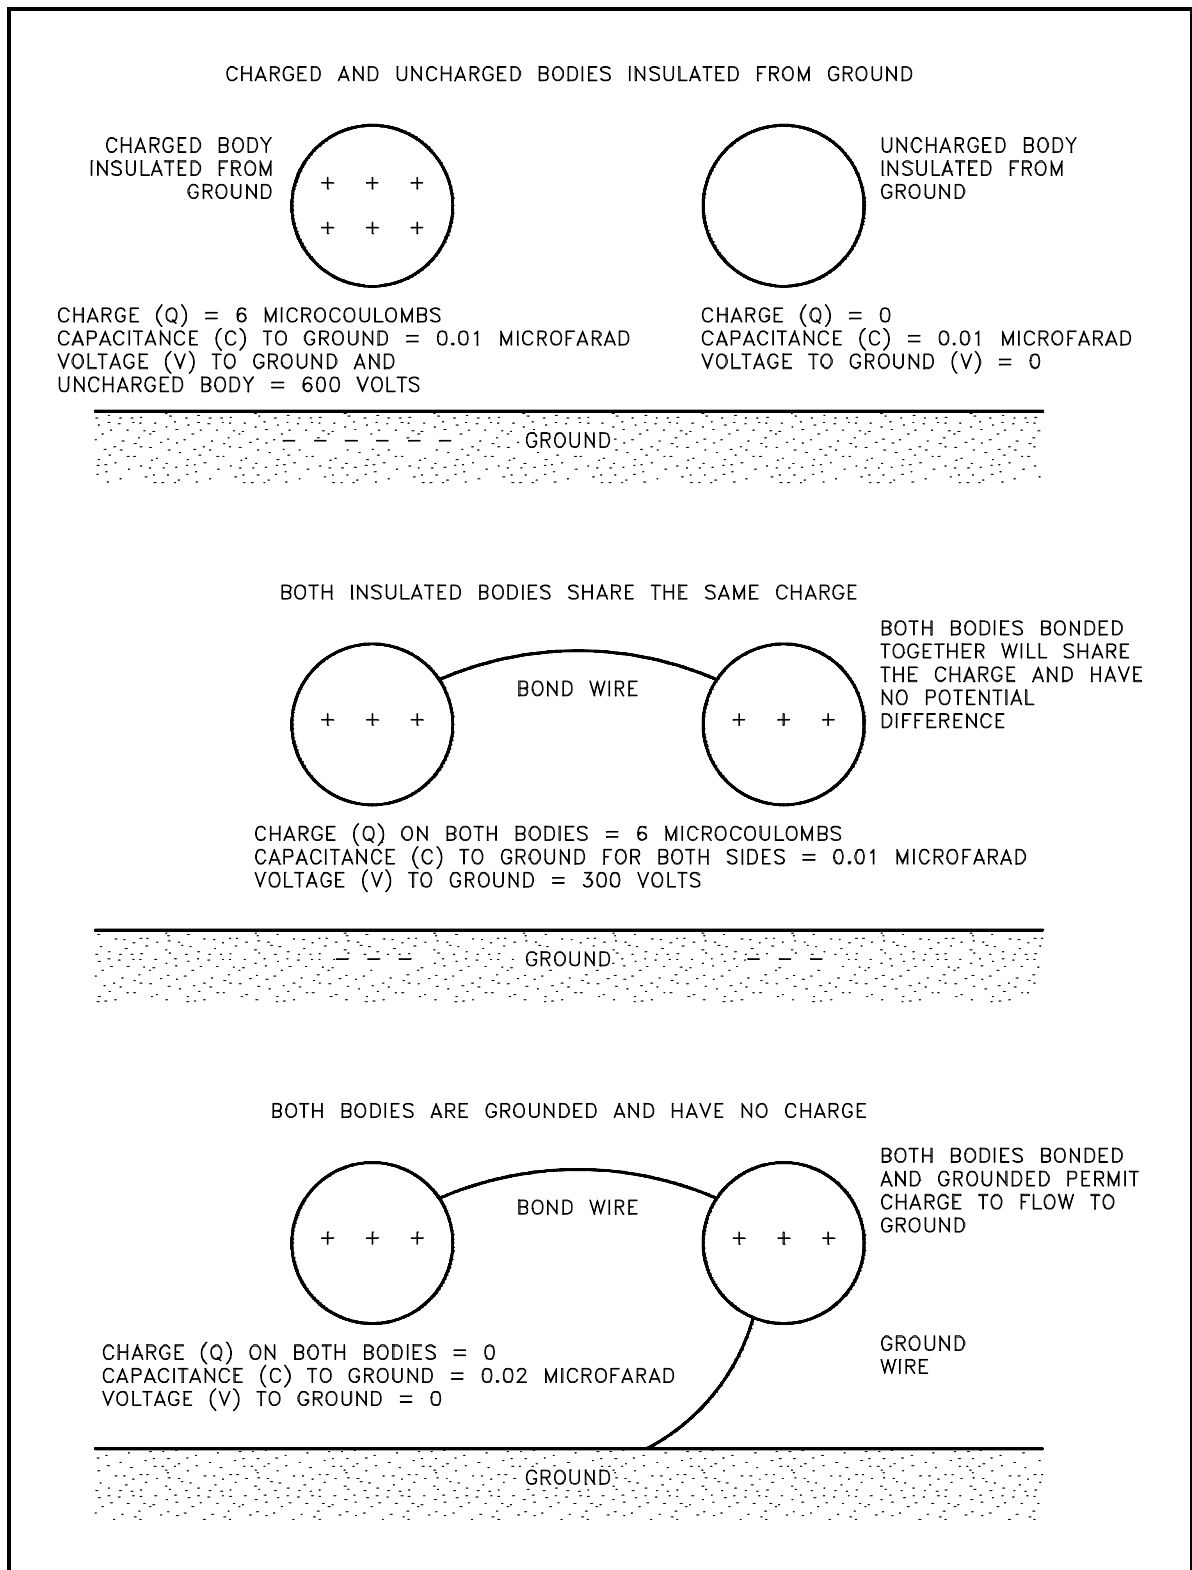 CHARGED AND UNCHARGED BODIES INSULATED FROM GROUND
CHARGED BODY
INSULATED FROM
GROUND
+ + +
+ + +
UNCHARGED BODY
INSULATED FROM
GROUND
CHARGE (Q) = 6 MICROCOULOMBS
CAPACITANCE (C) TO GROUND = 0.01 MICROFARAD
VOLTAGE (V) TO GROUND AND
UNCHARGED BODY = 600 VOLTS
CHARGE (Q) = 0
CAPACITANCE (C) = 0.01 MICROFARAD
VOLTAGE TO GROUND (V) = 0
– – – – – –
GROUND
BOTH INSULATED BODIES SHARE THE SAME CHARGE
BOTH BODIES BONDED
TOGETHER WILL SHARE
THE CHARGE AND HAVE
NO POTENTIAL
DIFFERENCE
BOND WIRE
+ + +
+ + +
CHARGE (Q) ON BOTH BODIES = 6 MICROCOULOMBS
CAPACITANCE (C) TO GROUND FOR BOTH SIDES = 0.01 MICROFARAD
VOLTAGE (V) TO GROUND = 300 VOLTS
– – –
GROUND
– – –
BOTH BODIES ARE GROUNDED AND HAVE NO CHARGE
BOTH BODIES BONDED
AND GROUNDED PERMIT
CHARGE TO FLOW TO
GROUND
BOND WIRE
+ + +
+ + +
CHARGE (Q) ON BOTH BODIES = 0
CAPACITANCE (C) TO GROUND = 0.02 MICROFARAD
VOLTAGE (V) TO GROUND = 0
GROUND
WIRE
GROUND